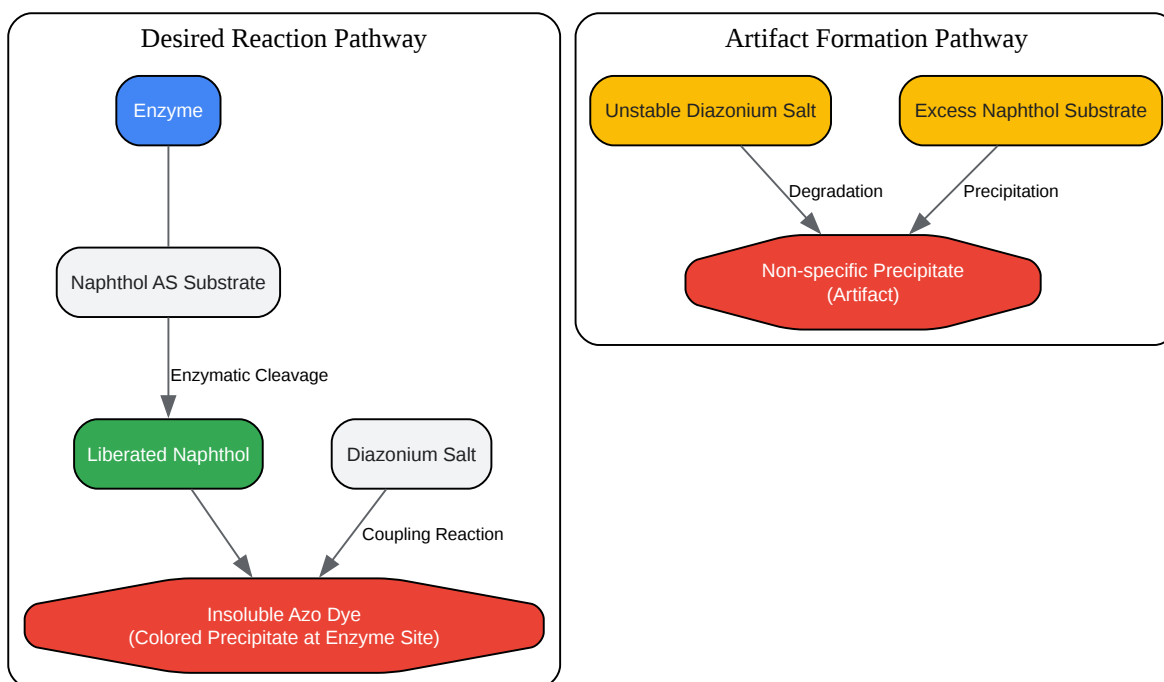 Desired Reaction Pathway
Enzyme
Naphthol AS Substrate
Enzymatic Cleavage
Liberated Naphthol
Diazonium Salt
Coupling Reaction
Insoluble Azo Dye
(Colored Precipitate at Enzyme Site)
Artifact Formation Pathway
Unstable Diazonium Salt
Excess Naphthol Substrate
Degradation
Precipitation
Non-specific Precipitate
(Artifact)